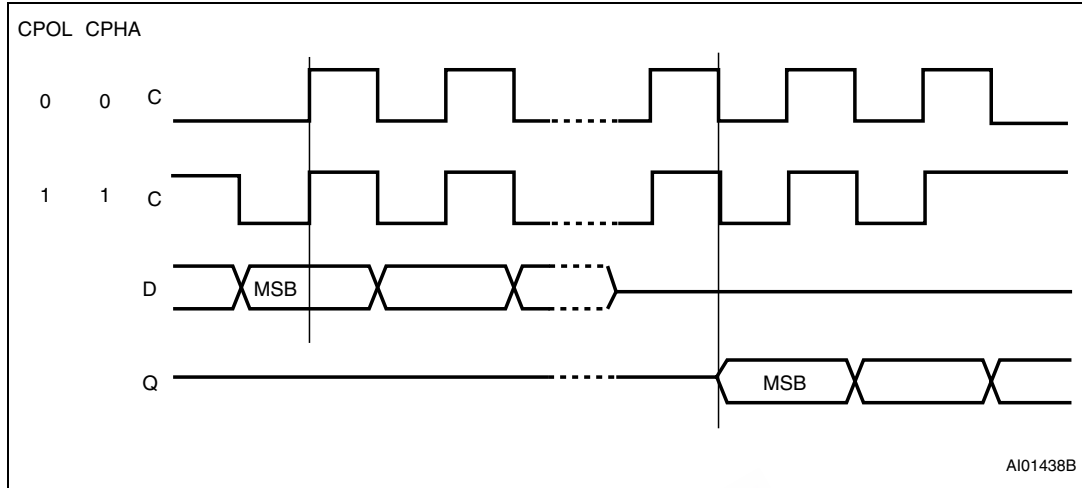 CPOL CPHA
0 0 C
1 1 C
D MSB
Q MSB
AI01438B